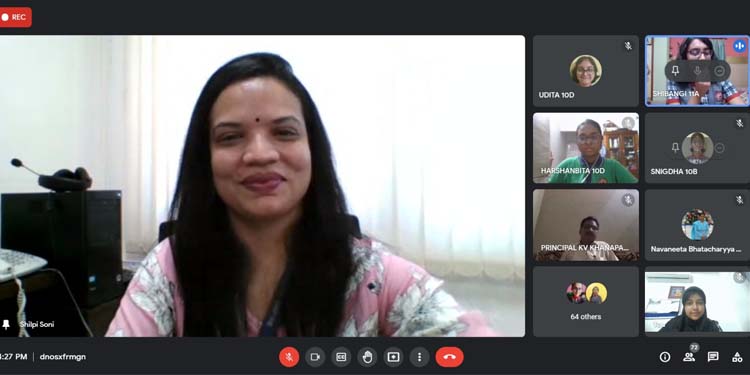 REC
UDITA 10D
SHIBANGI 11A
HARSHANBITA 10D
SNIGDHA 10B
PRINCIPAL KV KHANAPA...
Navaneeta Bhatacharyya ...
64 others
Shilpi Soni
:27 PM | dnosxfrmgn
72